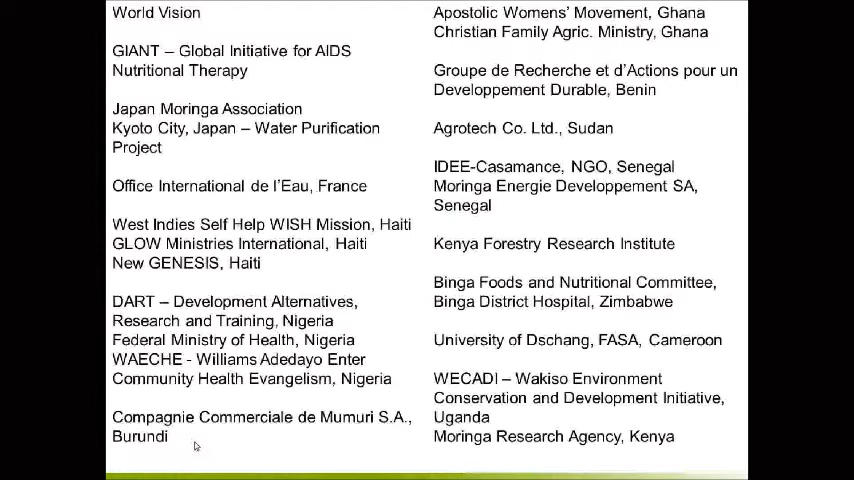 World Vision
GIANT – Global Initiative for AIDS
Nutritional Therapy
Japan Moringa Association
Kyoto City, Japan – Water Purification
Project
Office International de l'Eau, France
West Indies Self Help WISH Mission, Haiti
GLOW Ministries International, Haiti
New GENESIS, Haiti
DART – Development Alternatives,
Research and Training, Nigeria
Federal Ministry of Health, Nigeria
WAECHE - Williams Adedayo Enter
Community Health Evangelism, Nigeria
Compagnie Commerciale de Mumuri S.A.,
Burundi
Apostolic Womens' Movement, Ghana
Christian Family Agric. Ministry, Ghana
Groupe de Recherche et d'Actions pour un
Developpement Durable, Benin
Agrotech Co. Ltd., Sudan
IDEE-Casamance, NGO, Senegal
Moringa Energie Developpement SA,
Senegal
Kenya Forestry Research Institute
Binga Foods and Nutritional Committee,
Binga District Hospital, Zimbabwe
University of Dschang, FASA, Cameroon
WECADI – Wakiso Environment
Conservation and Development Initiative,
Uganda
Moringa Research Agency, Kenya